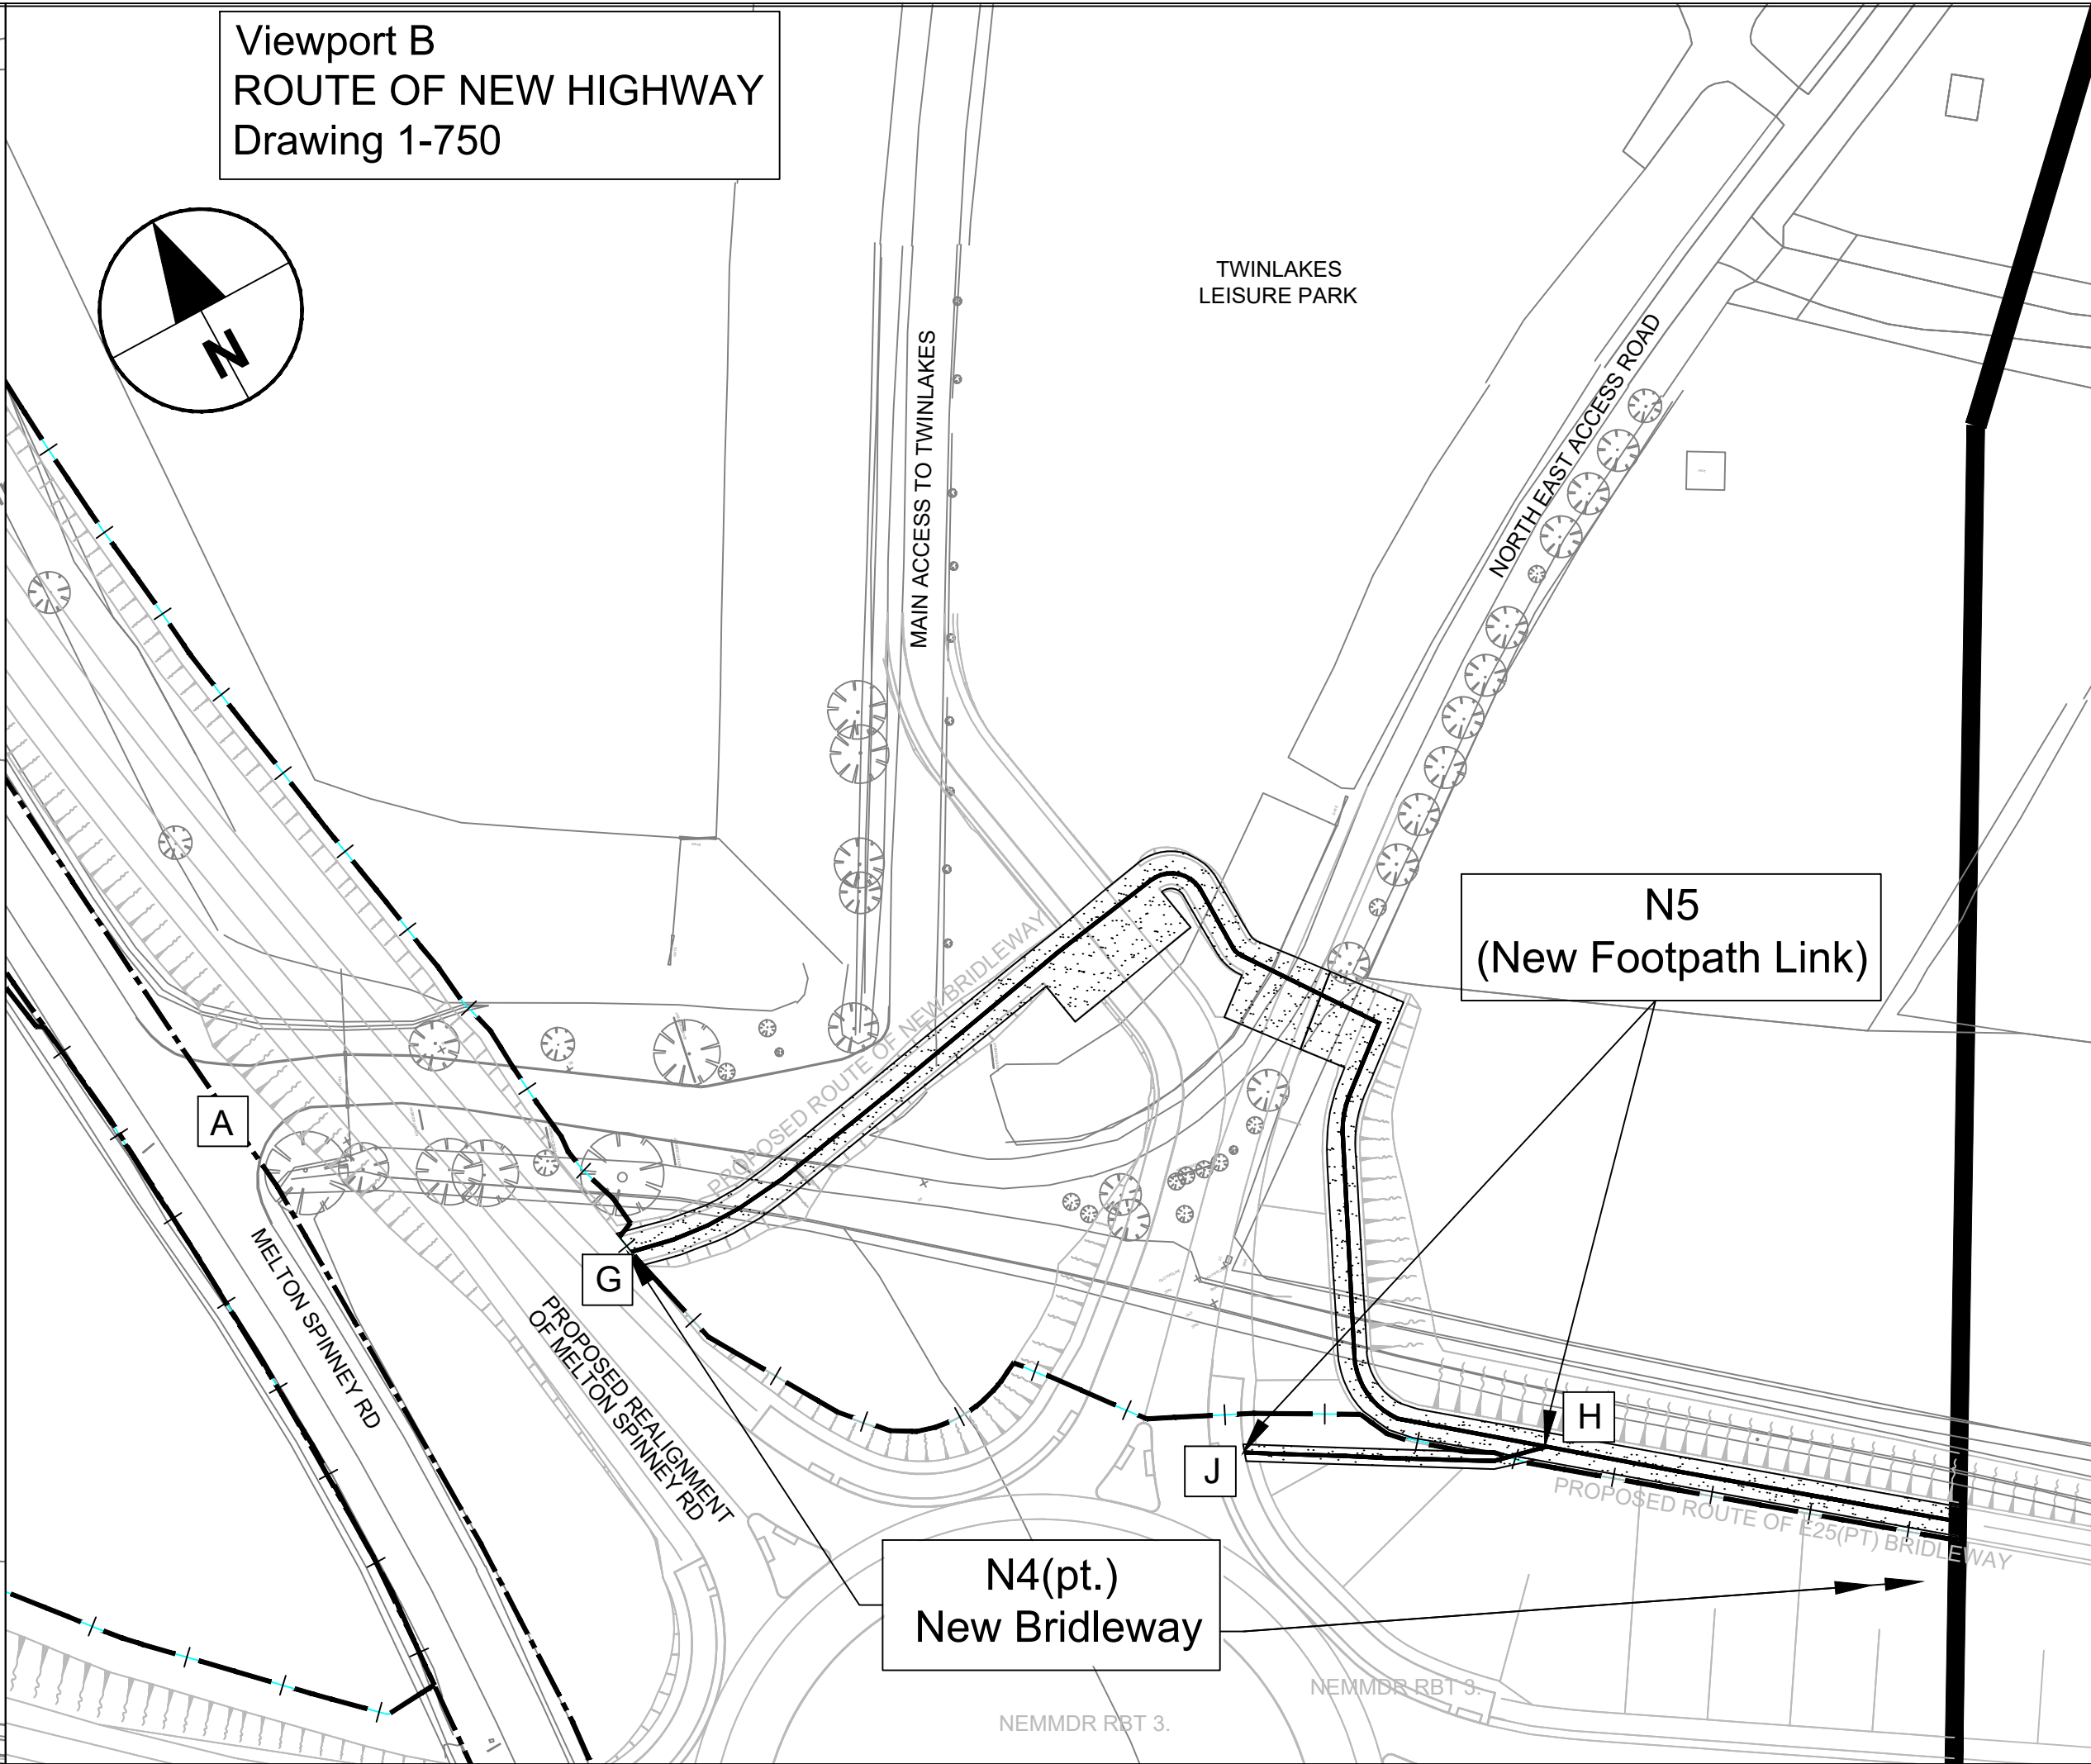 Viewport B
ROUTE OF NEW HIGHWAY
Drawing 1-750
N
TWINLAKES
LEISURE PARK
MAIN ACCESS TO TWINLAKES
NORTH EAST ACCESS ROAD
N5
(New Footpath Link)
PROPOSED ROUTE OF NEW BRIDLEWAY
A
G
MELTON SPINNEY RD
PROPOSED REALIGNMENT
OF MELTON SPINNEY RD
H
J
PROPOSED ROUTE OF E25(PT) BRIDLEWAY
N4(pt.)
New Bridleway
NEMMDR RBT 3.
NEMMDR RBT 3.